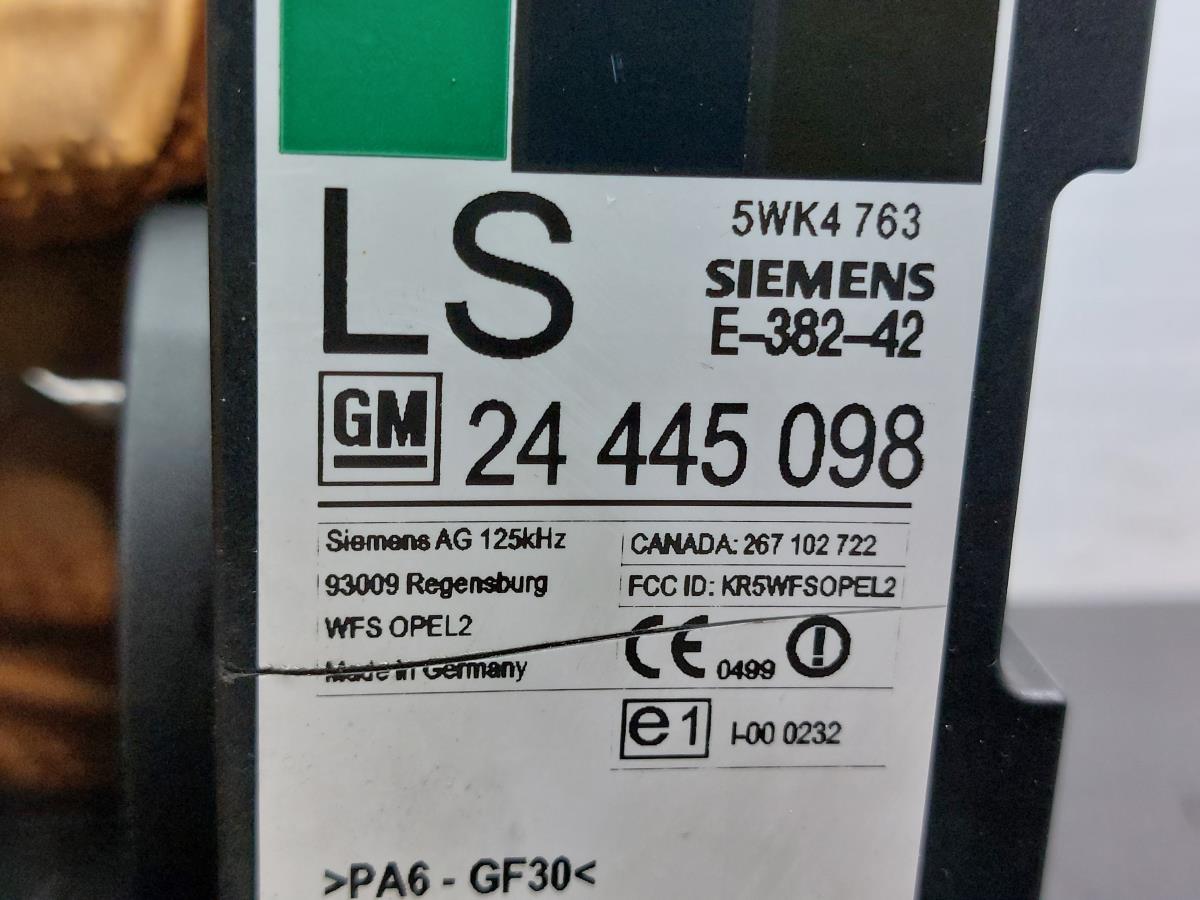 LS
5WK4 763
SIEMENS
E-382-42
GM 24 445 098
Siemens AG 125kHz
93009 Regensburg
WFS OPEL2
Made in Germany
CANADA: 267 102 722
FCC ID: KR5WFSOPEL2
CE 0499 !
e1 I-00 0232
>PA6 - GF30<